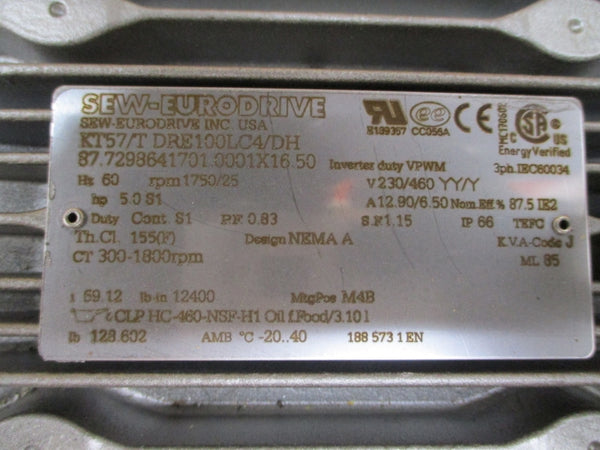 SEW-EURODRIVE
SEW-EURODRIVE INC. USA
KT57/T DRE100LC4/DH
87.7298641701.0001X16.50 Inverter duty VPWM 3ph.IEC60034
Hz 60 rpm 1750/25 V 230/460 YY/Y
hp 5.0 S1 A 12.90/6.50 Nom.Eff.% 87.5 IE2
Duty Cont. S1 P.F. 0.83 S.F. 1.15 IP 66 TEFC
Th.Cl. 155(F) Design NEMA A K.V.A-Code J
CT 300-1800rpm ML 85
i 69.12 lb-in 12400 MtgPos M4B
CLP HC-460-NSF-H1 Oil f.Food/3.10 l
lb 128.602 AMB °C -20..40 188 573 1 EN
E189357
CC056A
CE
US
Energy Verified